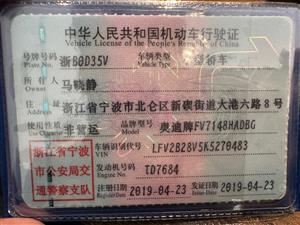 中华人民共和国机动车行驶证
Vehicle License of the People's Republic of China
号牌号码 浙B0D35V 车辆类型 轿车
Plate No. Vehicle Type
所有人 马晓静
Owner
住址 浙江省宁波市北仑区新碶街道大港六路8号
Address
使用性质 非营运 品牌型号 奥迪牌FV7148HADBG
Use Character Model
浙江省宁波市公安局交通警察支队
车辆识别代号 LFV2B28V5K5270483
VIN
发动机号码 TD7684
Engine No.
注册日期 2019-04-23 发证日期 2019-04-23
Register Date Issue Date